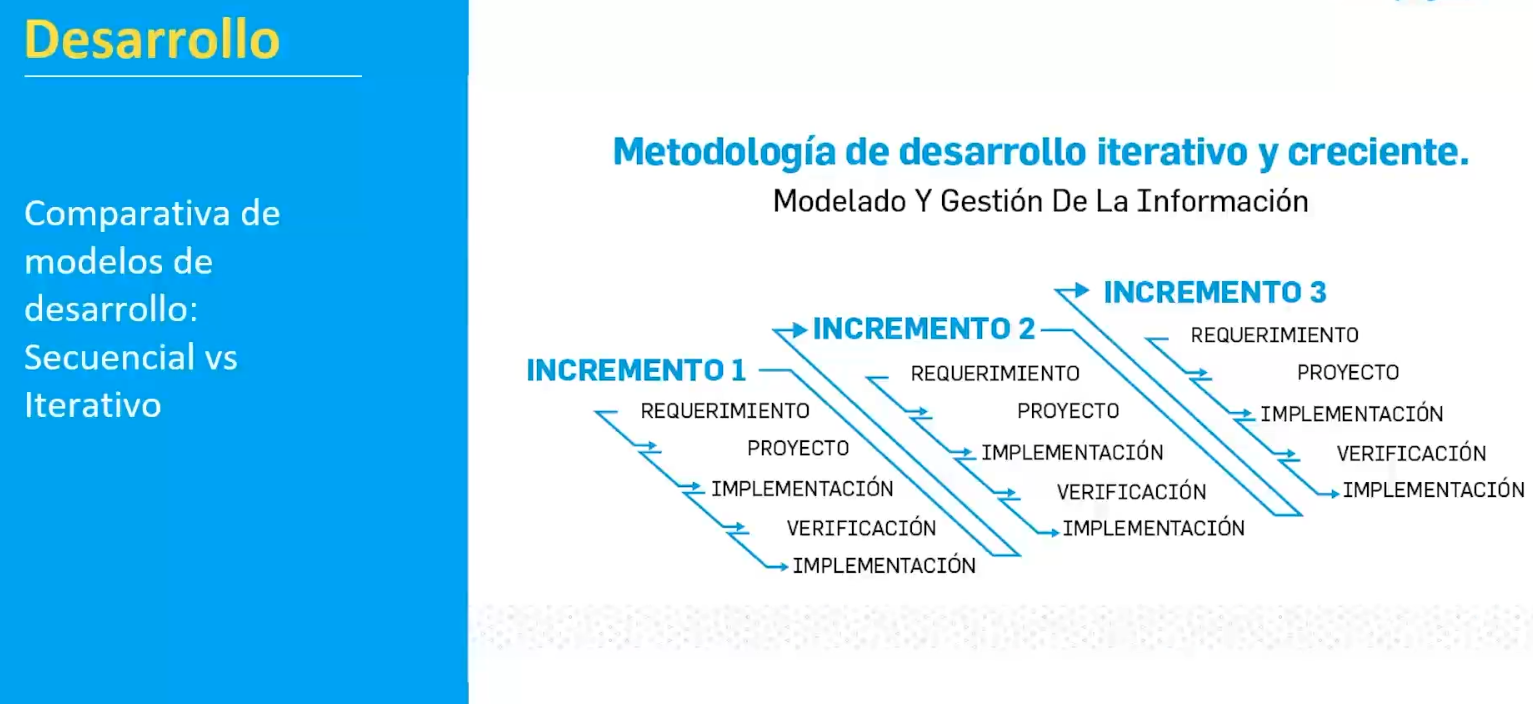 Desarrollo
Comparativa de
modelos de
desarrollo:
Secuencial vs
Iterativo
Metodología de desarrollo iterativo y creciente.
Modelado Y Gestión De La Información
INCREMENTO 1
REQUERIMIENTO
PROYECTO
IMPLEMENTACIÓN
VERIFICACIÓN
IMPLEMENTACIÓN
INCREMENTO 2
REQUERIMIENTO
PROYECTO
IMPLEMENTACIÓN
VERIFICACIÓN
IMPLEMENTACIÓN
INCREMENTO 3
REQUERIMIENTO
PROYECTO
IMPLEMENTACIÓN
VERIFICACIÓN
IMPLEMENTACIÓN